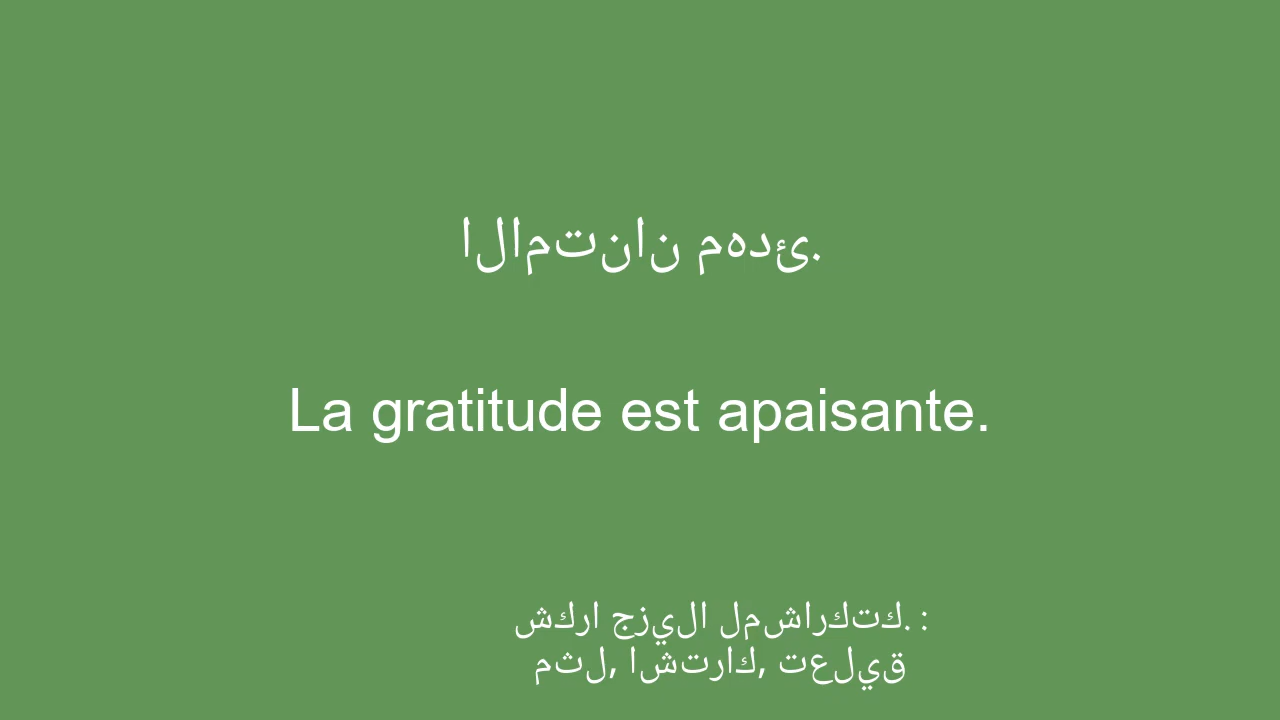 الامتنان مهدئ.
La gratitude est apaisante.
شكرا جزيلا لمشاركتك. :
مثل, اشتراك, تعليق